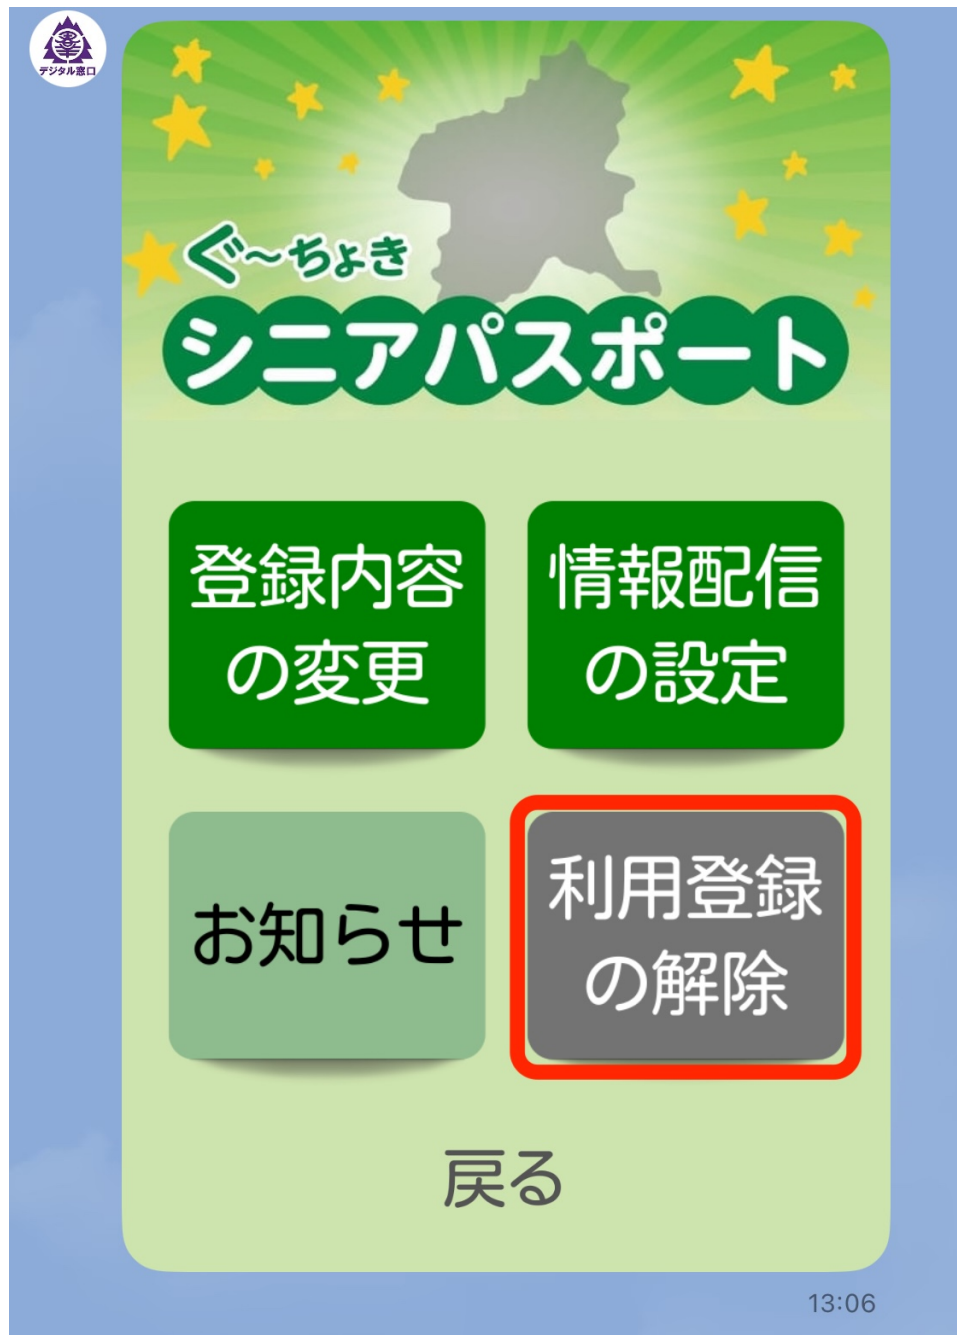 デジタル窓口
ぐ～ちょき
シニアパスポート
登録内容
の変更
情報配信
の設定
お知らせ
利用登録
の解除
戻る
13:06